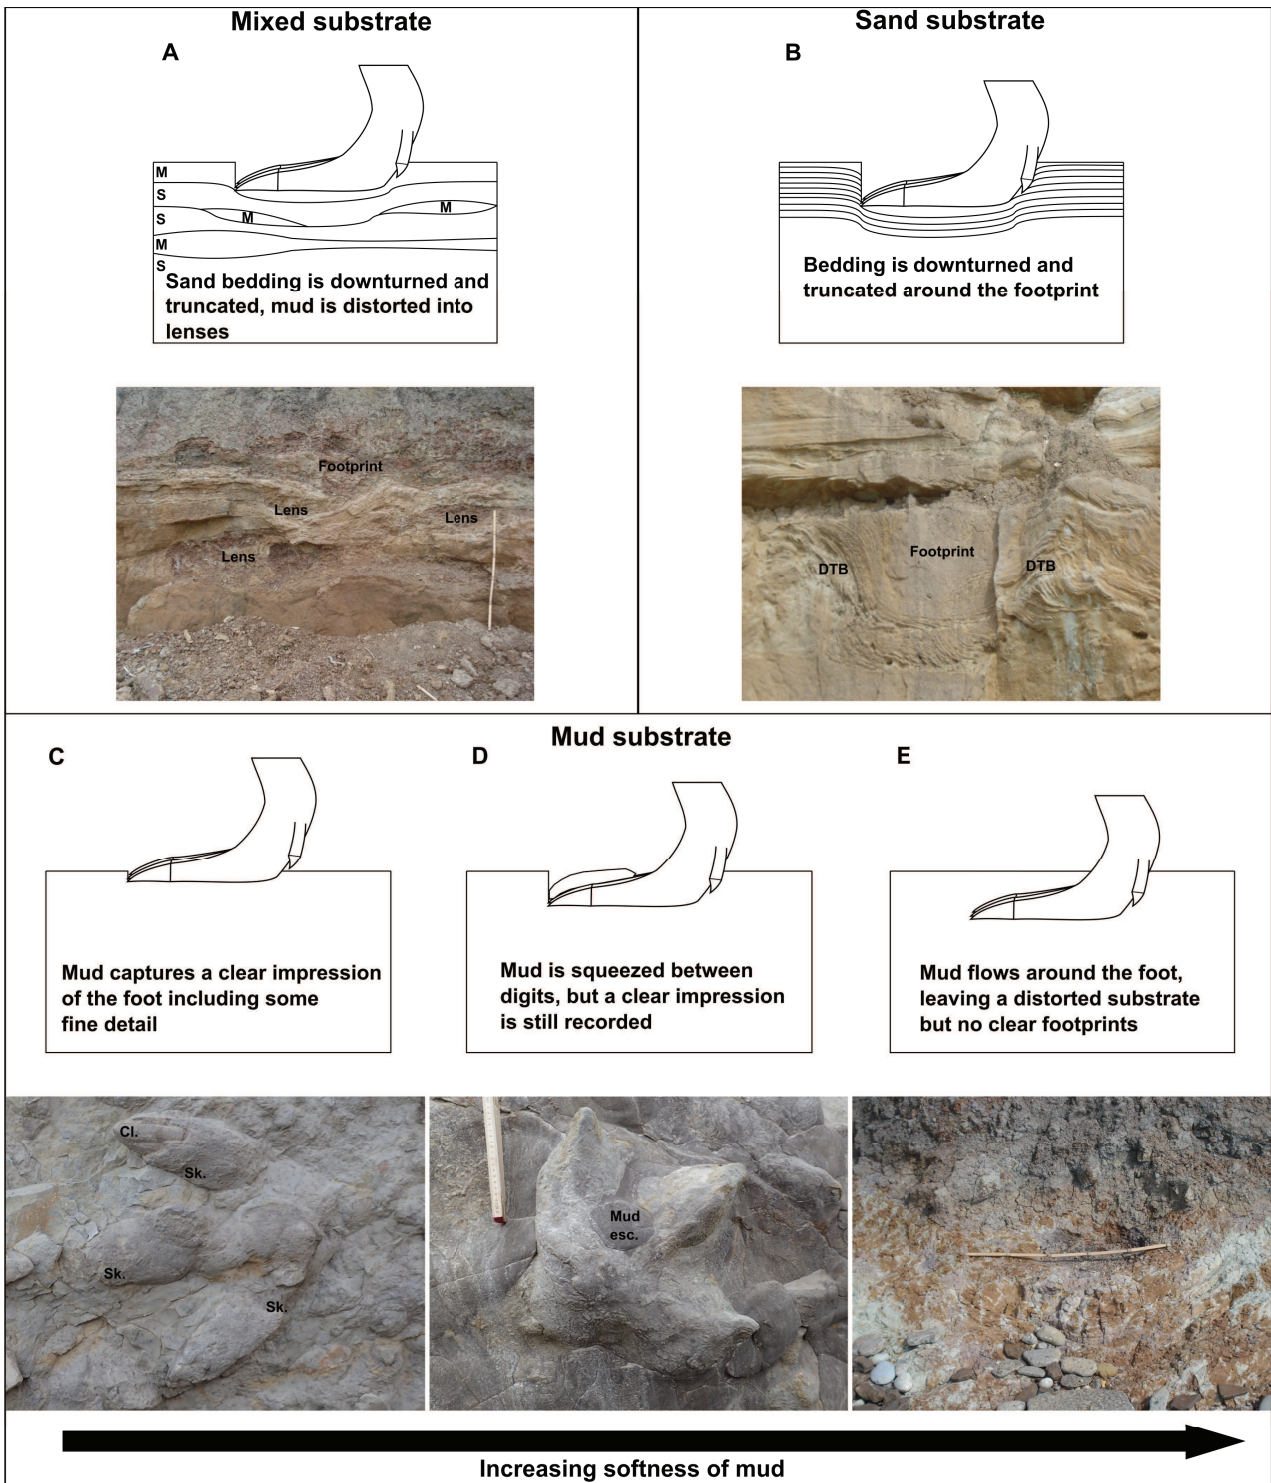 Mixed substrate
A
M
S
S
M
M
M
S
Sand bedding is downturned and
truncated, mud is distorted into
lenses
Footprint
Lens
Lens
Lens
Sand substrate
B
Bedding is downturned and
truncated around the footprint
Footprint
DTB
DTB
Mud substrate
C
Mud captures a clear impression
of the foot including some
fine detail
Cl.
Sk.
Sk.
Sk.
D
Mud is squeezed between
digits, but a clear impression
is still recorded
Mud
esc.
E
Mud flows around the foot,
leaving a distorted substrate
but no clear footprints
Increasing softness of mud